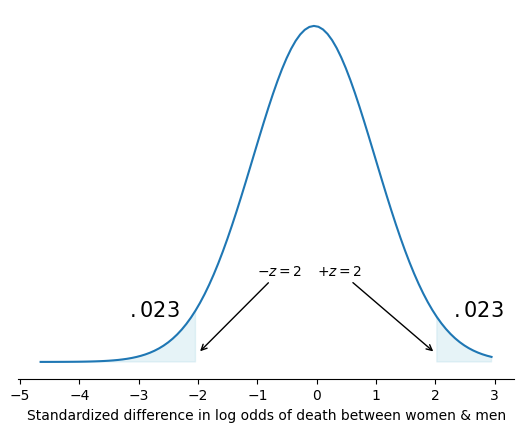 −z = 2 +z = 2
.023 .023
−5 −4 −3 −2 −1 0 1 2 3
Standardized difference in log odds of death between women & men